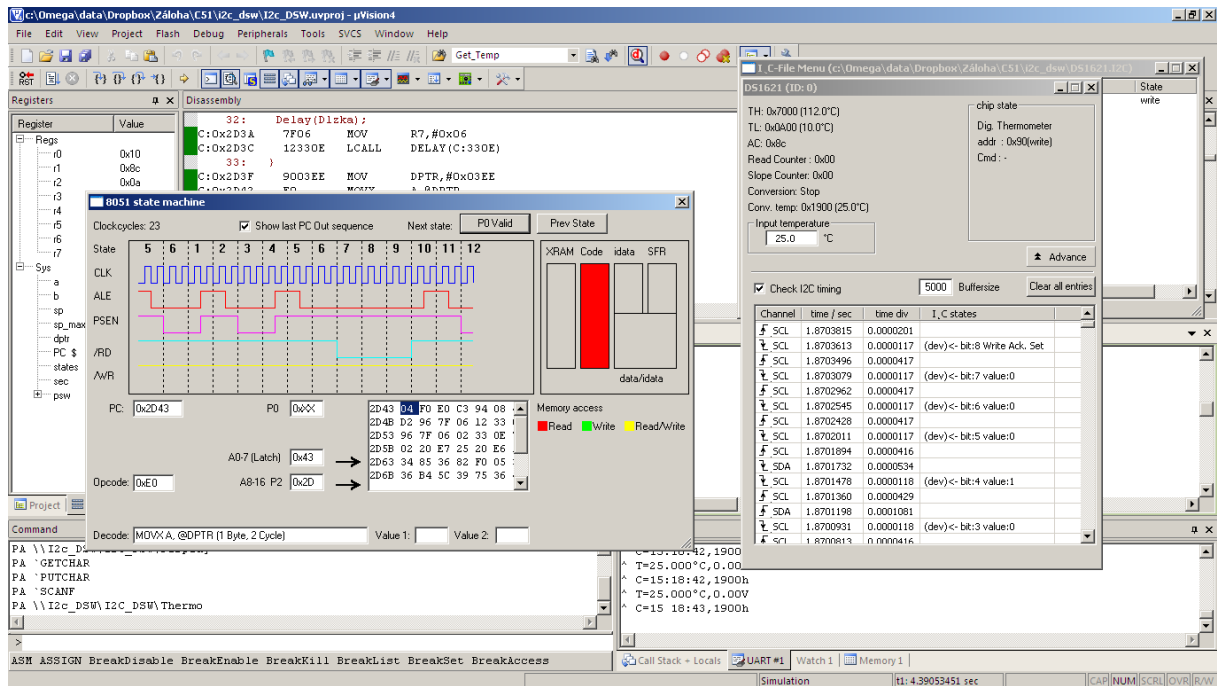 c:\Omega\data\Dropbox\Záloha\C51\i2c_dsw\I2c_DSW.uvproj - µVision4
File Edit View Project Flash Debug Peripherals Tools SVCS Window Help
Get_Temp
RST
Registers
Register Value
Regs
r0 0x10
r1 0x8c
r2 0x0a
r3
r4
r5
r6
r7
Sys
a
b
sp
sp_max
dptr
PC $
states
sec
psw
Project
Disassembly
32: Delay(Dlzka);
C:0x2D3A 7F06 MOV R7,#0x06
C:0x2D3C 12330E LCALL DELAY(C:330E)
33: }
C:0x2D3F 9003EE MOV DPTR,#0x03EE
8051 state machine
Clockcycles: 23
Show last PC Out sequence
Next state: P0 Valid
Prev State
State 5 6 1 2 3 4 5 6 7 8 9 10 11 12
CLK
ALE
PSEN
/RD
/WR
XRAM Code idata SFR
data/idata
Memory access
Read Write Read/Write
PC: 0x2D43
P0 0xXX
A0-7 (Latch) 0x43
Opcode: 0xE0
A8-16 P2 0x2D
2D43 04 F0 E0 C3 94 08
2D4B D2 96 7F 06 12 33
2D53 96 7F 06 02 33 0E
2D5B 02 20 E7 25 20 E6
2D63 34 85 36 82 F0 05
2D6B 36 B4 5C 39 75 36
Decode: MOVX A, @DPTR (1 Byte, 2 Cycle)
Value 1:
Value 2:
I_C-File Menu (c:\Omega\data\Dropbox\Záloha\C51\i2c_dsw\DS1621.I2C)
State
write
DS1621 (ID: 0)
TH: 0x7000 (112.0°C)
TL: 0x0A00 (10.0°C)
AC: 0x8c
Read Counter : 0x00
Slope Counter: 0x00
Conversion: Stop
Conv. temp: 0x1900 (25.0°C)
Input temperature
25.0 °C
chip state
Dig. Thermometer
addr : 0x90(write)
Cmd : -
Advance
Check I2C timing
5000 Buffersize
Clear all entries
Channel time / sec time div I_C states
SCL 1.8703815 0.0000201
SCL 1.8703613 0.0000117 (dev)<- bit:8 Write Ack. Set
SCL 1.8703496 0.0000417
SCL 1.8703079 0.0000117 (dev)<- bit:7 value:0
SCL 1.8702962 0.0000417
SCL 1.8702545 0.0000117 (dev)<- bit:6 value:0
SCL 1.8702428 0.0000417
SCL 1.8702011 0.0000117 (dev)<- bit:5 value:0
SCL 1.8701894 0.0000416
SDA 1.8701732 0.0000534
SCL 1.8701478 0.0000118 (dev)<- bit:4 value:1
SCL 1.8701360 0.0000429
SDA 1.8701198 0.0001081
SCL 1.8700931 0.0000118 (dev)<- bit:3 value:0
SCL 1.8700813 0.0000416
Command
PA `GETCHAR
PA `PUTCHAR
PA `SCANF
PA \\I2c_DSW\I2C_DSW\Thermo
>
ASM ASSIGN BreakDisable BreakEnable BreakKill BreakList BreakSet BreakAccess
^ T=25.000°C,0.00
^ C=15:18:42,1900h
^ T=25.000°C,0.00V
^ C=15 18:43,1900h
Call Stack + Locals UART #1 Watch 1 Memory 1
Simulation t1: 4.39053451 sec CAP NUM SCRL OVR R/W